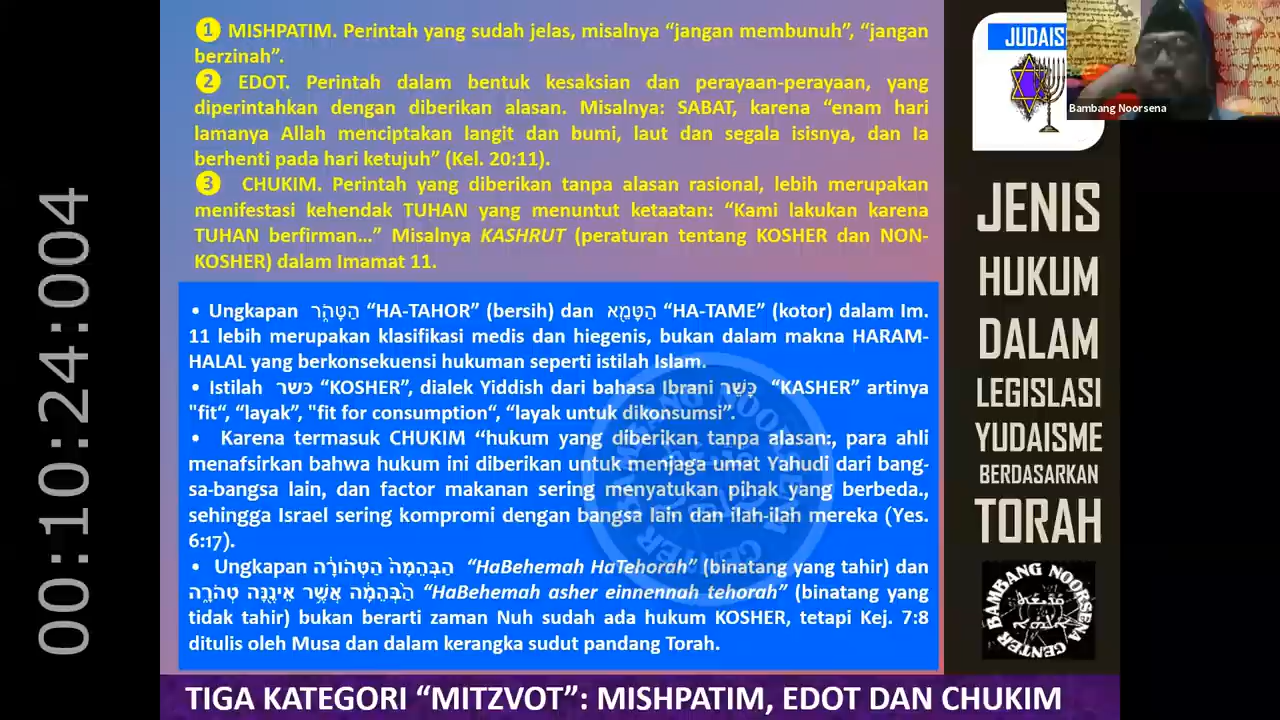 ❶ MISHPATIM. Perintah yang sudah jelas, misalnya “jangan membunuh”, “jangan
berzinah”.
❷ EDOT. Perintah dalam bentuk kesaksian dan perayaan-perayaan, yang
diperintahkan dengan diberikan alasan. Misalnya: SABAT, karena “enam hari
lamanya Allah menciptakan langit dan bumi, laut dan segala isisnya, dan Ia
berhenti pada hari ketujuh” (Kel. 20:11).
❸ CHUKIM. Perintah yang diberikan tanpa alasan rasional, lebih merupakan
menifestasi kehendak TUHAN yang menuntut ketaatan: “Kami lakukan karena
TUHAN berfirman…” Misalnya KASHRUT (peraturan tentang KOSHER dan NON-
KOSHER) dalam Imamat 11.
• Ungkapan הַטָּהֹ֑ר “HA-TAHOR” (bersih) dan הַטָּמֵ֖א “HA-TAME” (kotor) dalam Im.
11 lebih merupakan klasifikasi medis dan hiegenis, bukan dalam makna HARAM-
HALAL yang berkonsekuensi hukuman seperti istilah Islam.
• Istilah כּשר “KOSHER”, dialek Yiddish dari bahasa Ibrani כָּשֵׁר “KASHER” artinya
"fit“, “layak”, "fit for consumption“, “layak untuk dikonsumsi”.
• Karena termasuk CHUKIM “hukum yang diberikan tanpa alasan:, para ahli
menafsirkan bahwa hukum ini diberikan untuk menjaga umat Yahudi dari bang-
sa-bangsa lain, dan factor makanan sering menyatukan pihak yang berbeda.,
sehingga Israel sering kompromi dengan bangsa lain dan ilah-ilah mereka (Yes.
6:17).
• Ungkapan הַבְּהֵמָה֙ הַטְּהוֹרָ֔ה “HaBehemah HaTehorah” (binatang yang tahir) dan
הַ֨בְּהֵמָ֔ה אֲשֶׁ֥ר אֵינֶ֖נָּה טְהֹרָ֑ה “HaBehemah asher einnennah tehorah” (binatang yang
tidak tahir) bukan berarti zaman Nuh sudah ada hukum KOSHER, tetapi Kej. 7:8
ditulis oleh Musa dan dalam kerangka sudut pandang Torah.
TIGA KATEGORI “MITZVOT”: MISHPATIM, EDOT DAN CHUKIM
00:10:24:004
JUDAIS
Bambang Noorsena
JENIS
HUKUM
DALAM
LEGISLASI
YUDAISME
BERDASARKAN
TORAH
BAMBANG NOORSENA
CENTER
BAMBANG NOORSENA
CENTER